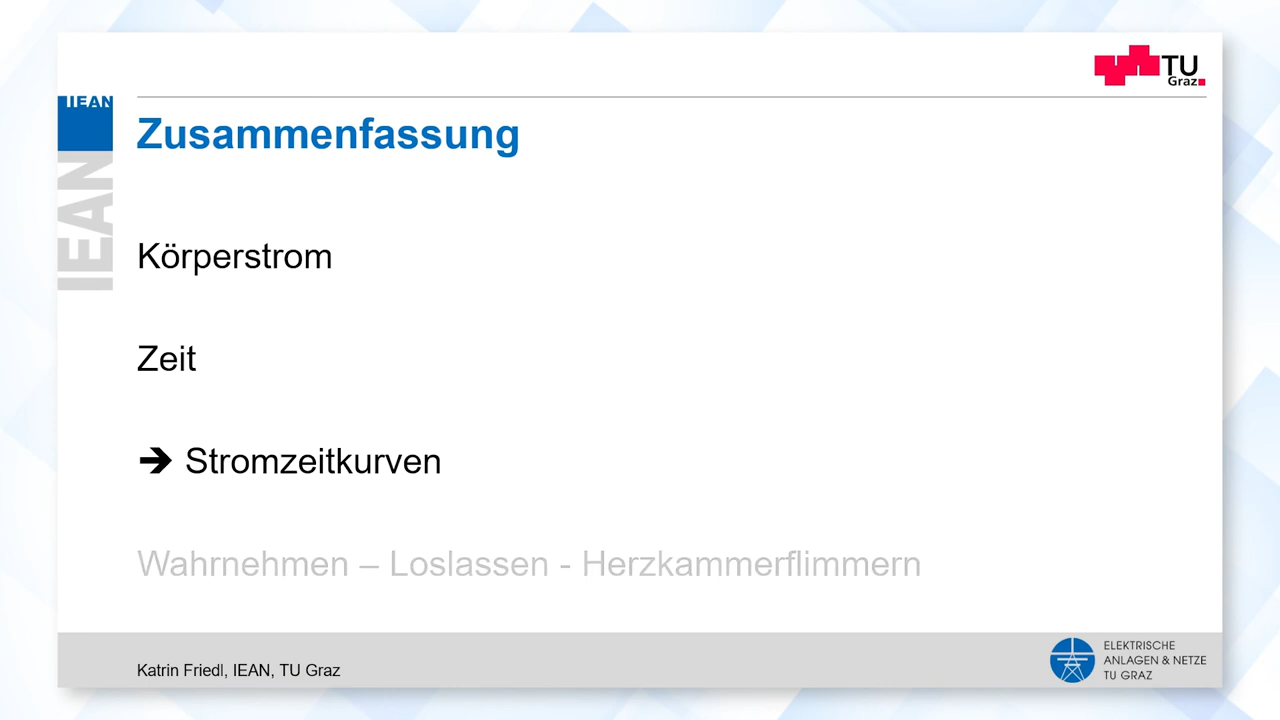 TU
Graz
IEAN
IEAN
Zusammenfassung
Körperstrom
Zeit
➔ Stromzeitkurven
Wahrnehmen – Loslassen - Herzkammerflimmern
Katrin Friedl, IEAN, TU Graz
ELEKTRISCHE
ANLAGEN & NETZE
TU GRAZ